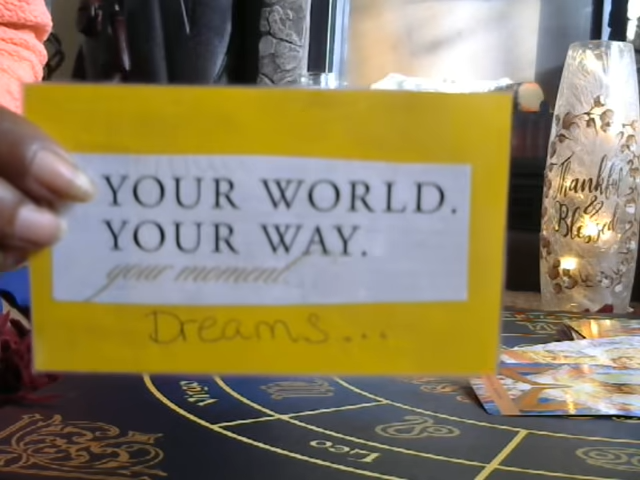 YOUR WORLD.
YOUR WAY.
your moment
Dreams...
Thankful
&
Blessed
Virgo
Leo